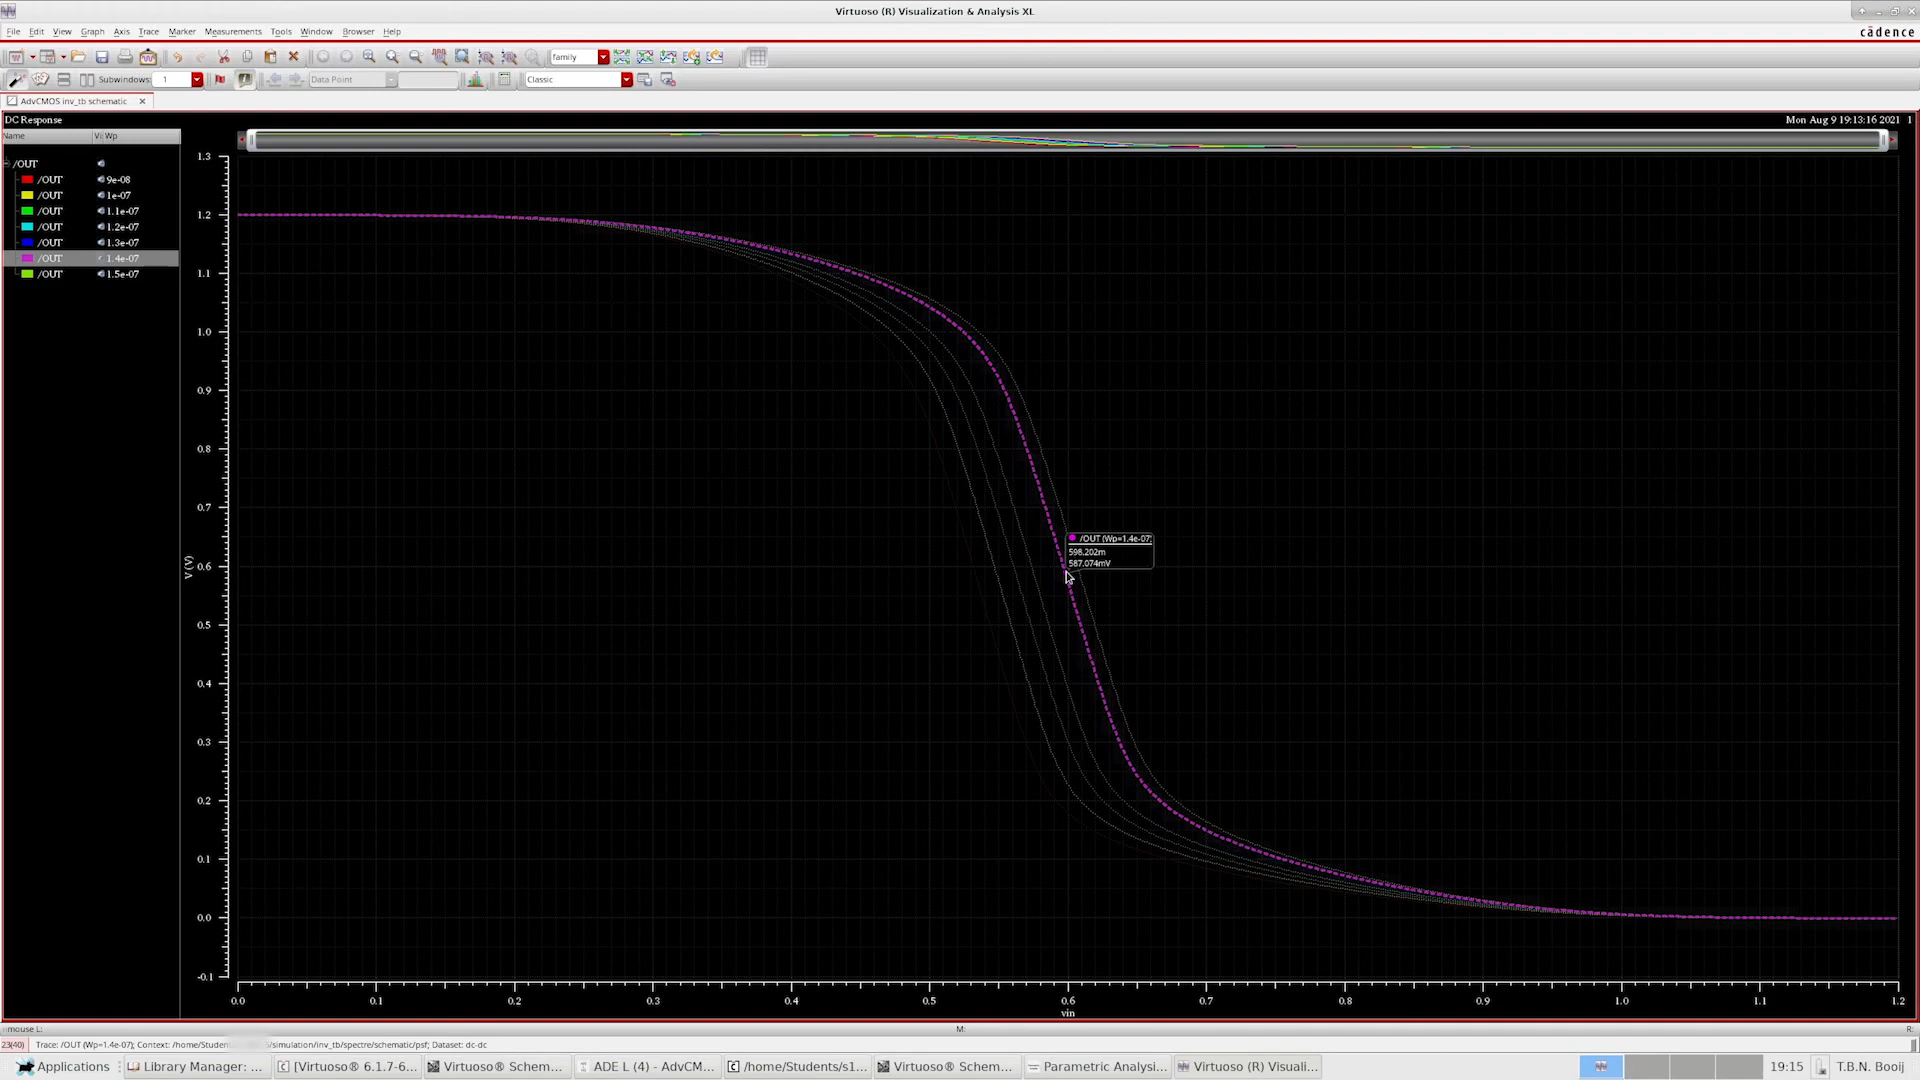 Virtuoso (R) Visualization & Analysis XL
File Edit View Graph Axis Trace Marker Measurements Tools Window Browser Help
cādence
family
Subwindows: 1 Data Point Classic
AdvCMOS inv_tb schematic
DC Response
Mon Aug 9 19:13:16 2021 1
Name Vi Wp
/OUT
/OUT 9e-08
/OUT 1e-07
/OUT 1.1e-07
/OUT 1.2e-07
/OUT 1.3e-07
/OUT 1.4e-07
/OUT 1.5e-07
1.3
1.2
1.1
1.0
0.9
0.8
0.7
0.6
0.5
0.4
0.3
0.2
0.1
0.0
-0.1
V (V)
/OUT (Wp=1.4e-07)
598.202m
587.074mV
0.0 0.1 0.2 0.3 0.4 0.5 0.6 0.7 0.8 0.9 1.0 1.1 1.2
vin
mouse L: M: R:
23(40) Trace: /OUT (Wp=1.4e-07); Context: /home/Studen /simulation/inv_tb/spectre/schematic/psf; Dataset: dc-dc
Applications Library Manager: ... [Virtuoso® 6.1.7-6... Virtuoso® Schem... ADE L (4) - AdvCM... /home/Students/s1... Virtuoso® Schem... Parametric Analysi... Virtuoso (R) Visuali... 19:15 T.B.N. Booij